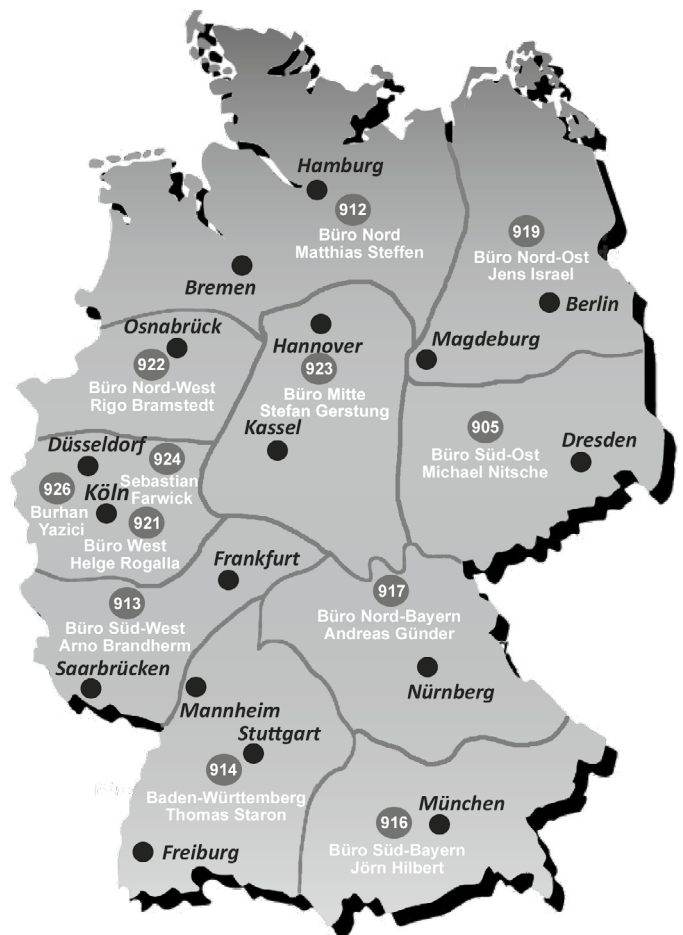 Hamburg
912
Büro Nord
Matthias Steffen
919
Büro Nord-Ost
Jens Israel
Bremen
Berlin
Osnabrück
Hannover
Magdeburg
922
923
Büro Nord-West
Rigo Bramstedt
Büro Mitte
Stefan Gerstung
Kassel
905
Büro Süd-Ost
Michael Nitsche
Dresden
Düsseldorf
924
Sebastian
Farwick
926
Burhan
Yazici
Köln
921
Büro West
Helge Rogalla
Frankfurt
913
Büro Süd-West
Arno Brandherm
917
Büro Nord-Bayern
Andreas Günder
Saarbrücken
Nürnberg
Mannheim
Stuttgart
914
Baden-Württemberg
Thomas Staron
916
München
Büro Süd-Bayern
Jörn Hilbert
Freiburg